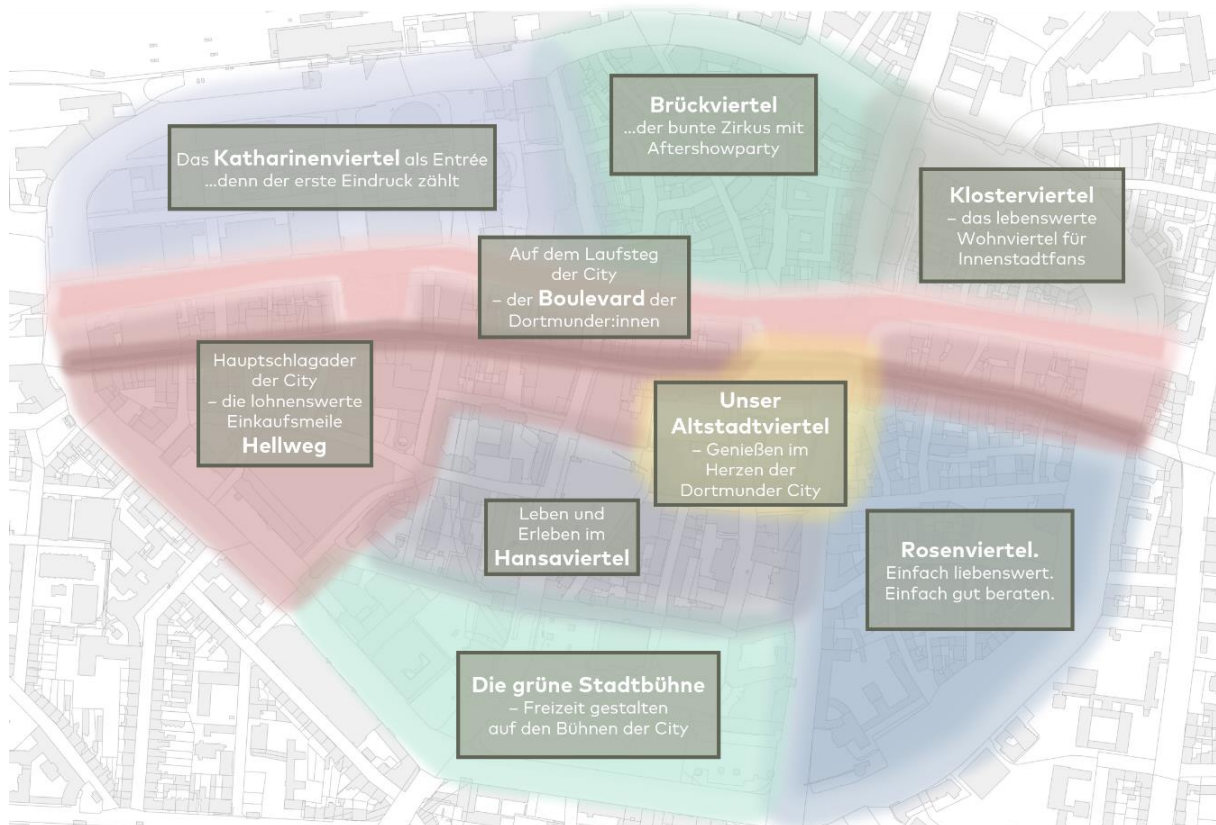 Brückviertel
...der bunte Zirkus mit
Aftershowparty
Das Katharinenviertel als Entrée
...denn der erste Eindruck zählt
Klosterviertel
– das lebenswerte
Wohnviertel für
Innenstadtfans
Auf dem Laufsteg
der City
– der Boulevard der
Dortmunder:innen
Hauptschlagader
der City
– die lohnenswerte
Einkaufsmeile
Hellweg
Unser
Altstadtviertel
– Genießen im
Herzen der
Dortmunder City
Leben und
Erleben im
Hansaviertel
Rosenviertel.
Einfach liebenswert.
Einfach gut beraten.
Die grüne Stadtbühne
– Freizeit gestalten
auf den Bühnen der City